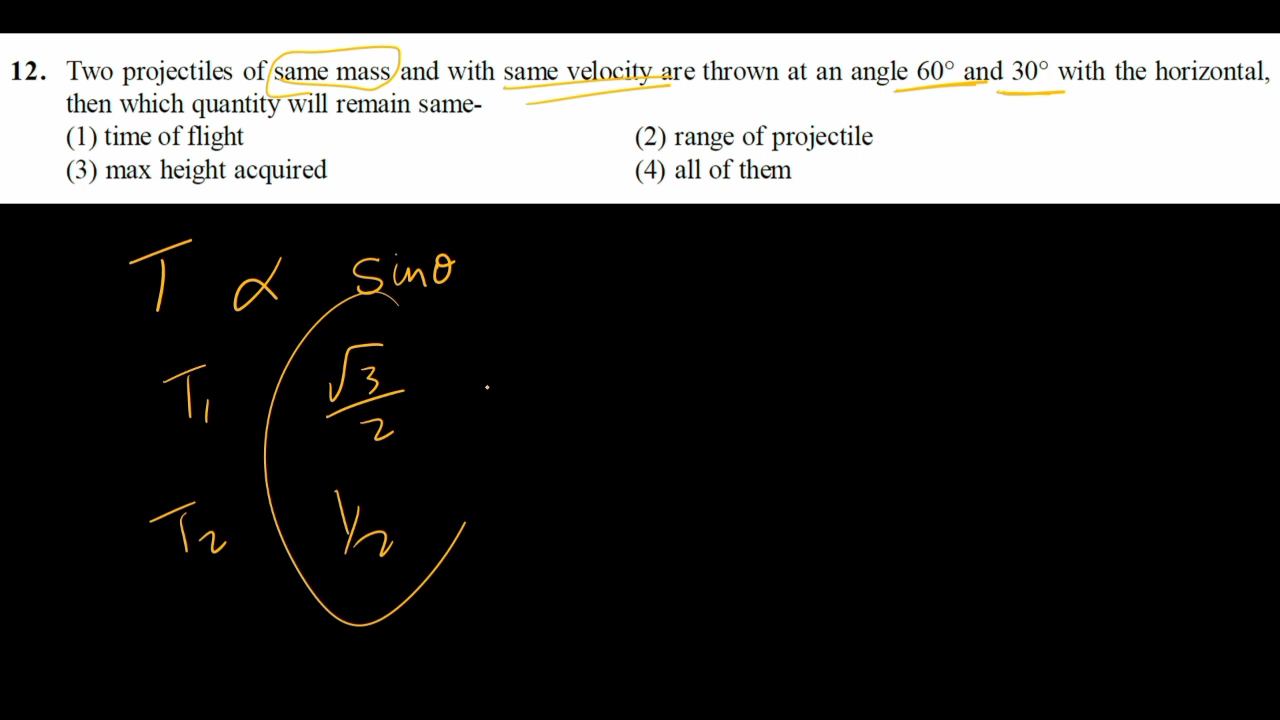 12. Two projectiles of same mass and with same velocity are thrown at an angle 60° and 30° with the horizontal,
then which quantity will remain same-
(1) time of flight (2) range of projectile
(3) max height acquired (4) all of them
T ∝ sinθ
T₁ √3/2
T₂ 1/2